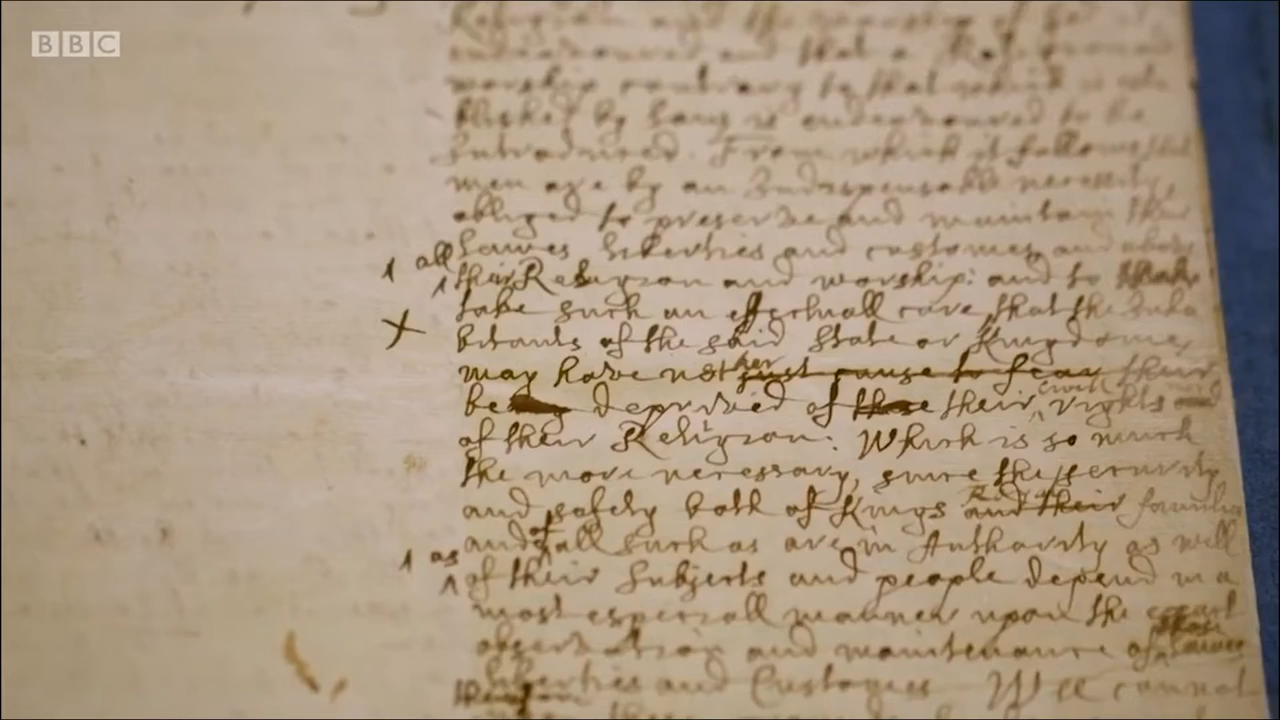 BBC
Religion and the worship of God
endeavoured and that a Religion and
worship contrary to that which is esta
blished by Laws is endeavoured to be
Introduced. From which it follows that
men are by an Indispensable necessity,
obliged to preserve and maintain their
Lawes Liberties and customes, and above
1 all
1 their Religion and worship: and to
take such an effectuall care, that the Inha
X
bitants of the said State or Kingdome,
may have not just cause to fear their
being deprived of those their civill rights and
of their Religion: Which is so much
the more necessary, since the security
and safety both of Kings and their families
and of all such as are in Authority as well
1 as
1 of their Subjects and people depend in a
most especiall manner upon the exact
observation and maintenance of those Lawes
Liberties and Customes Wee cannot